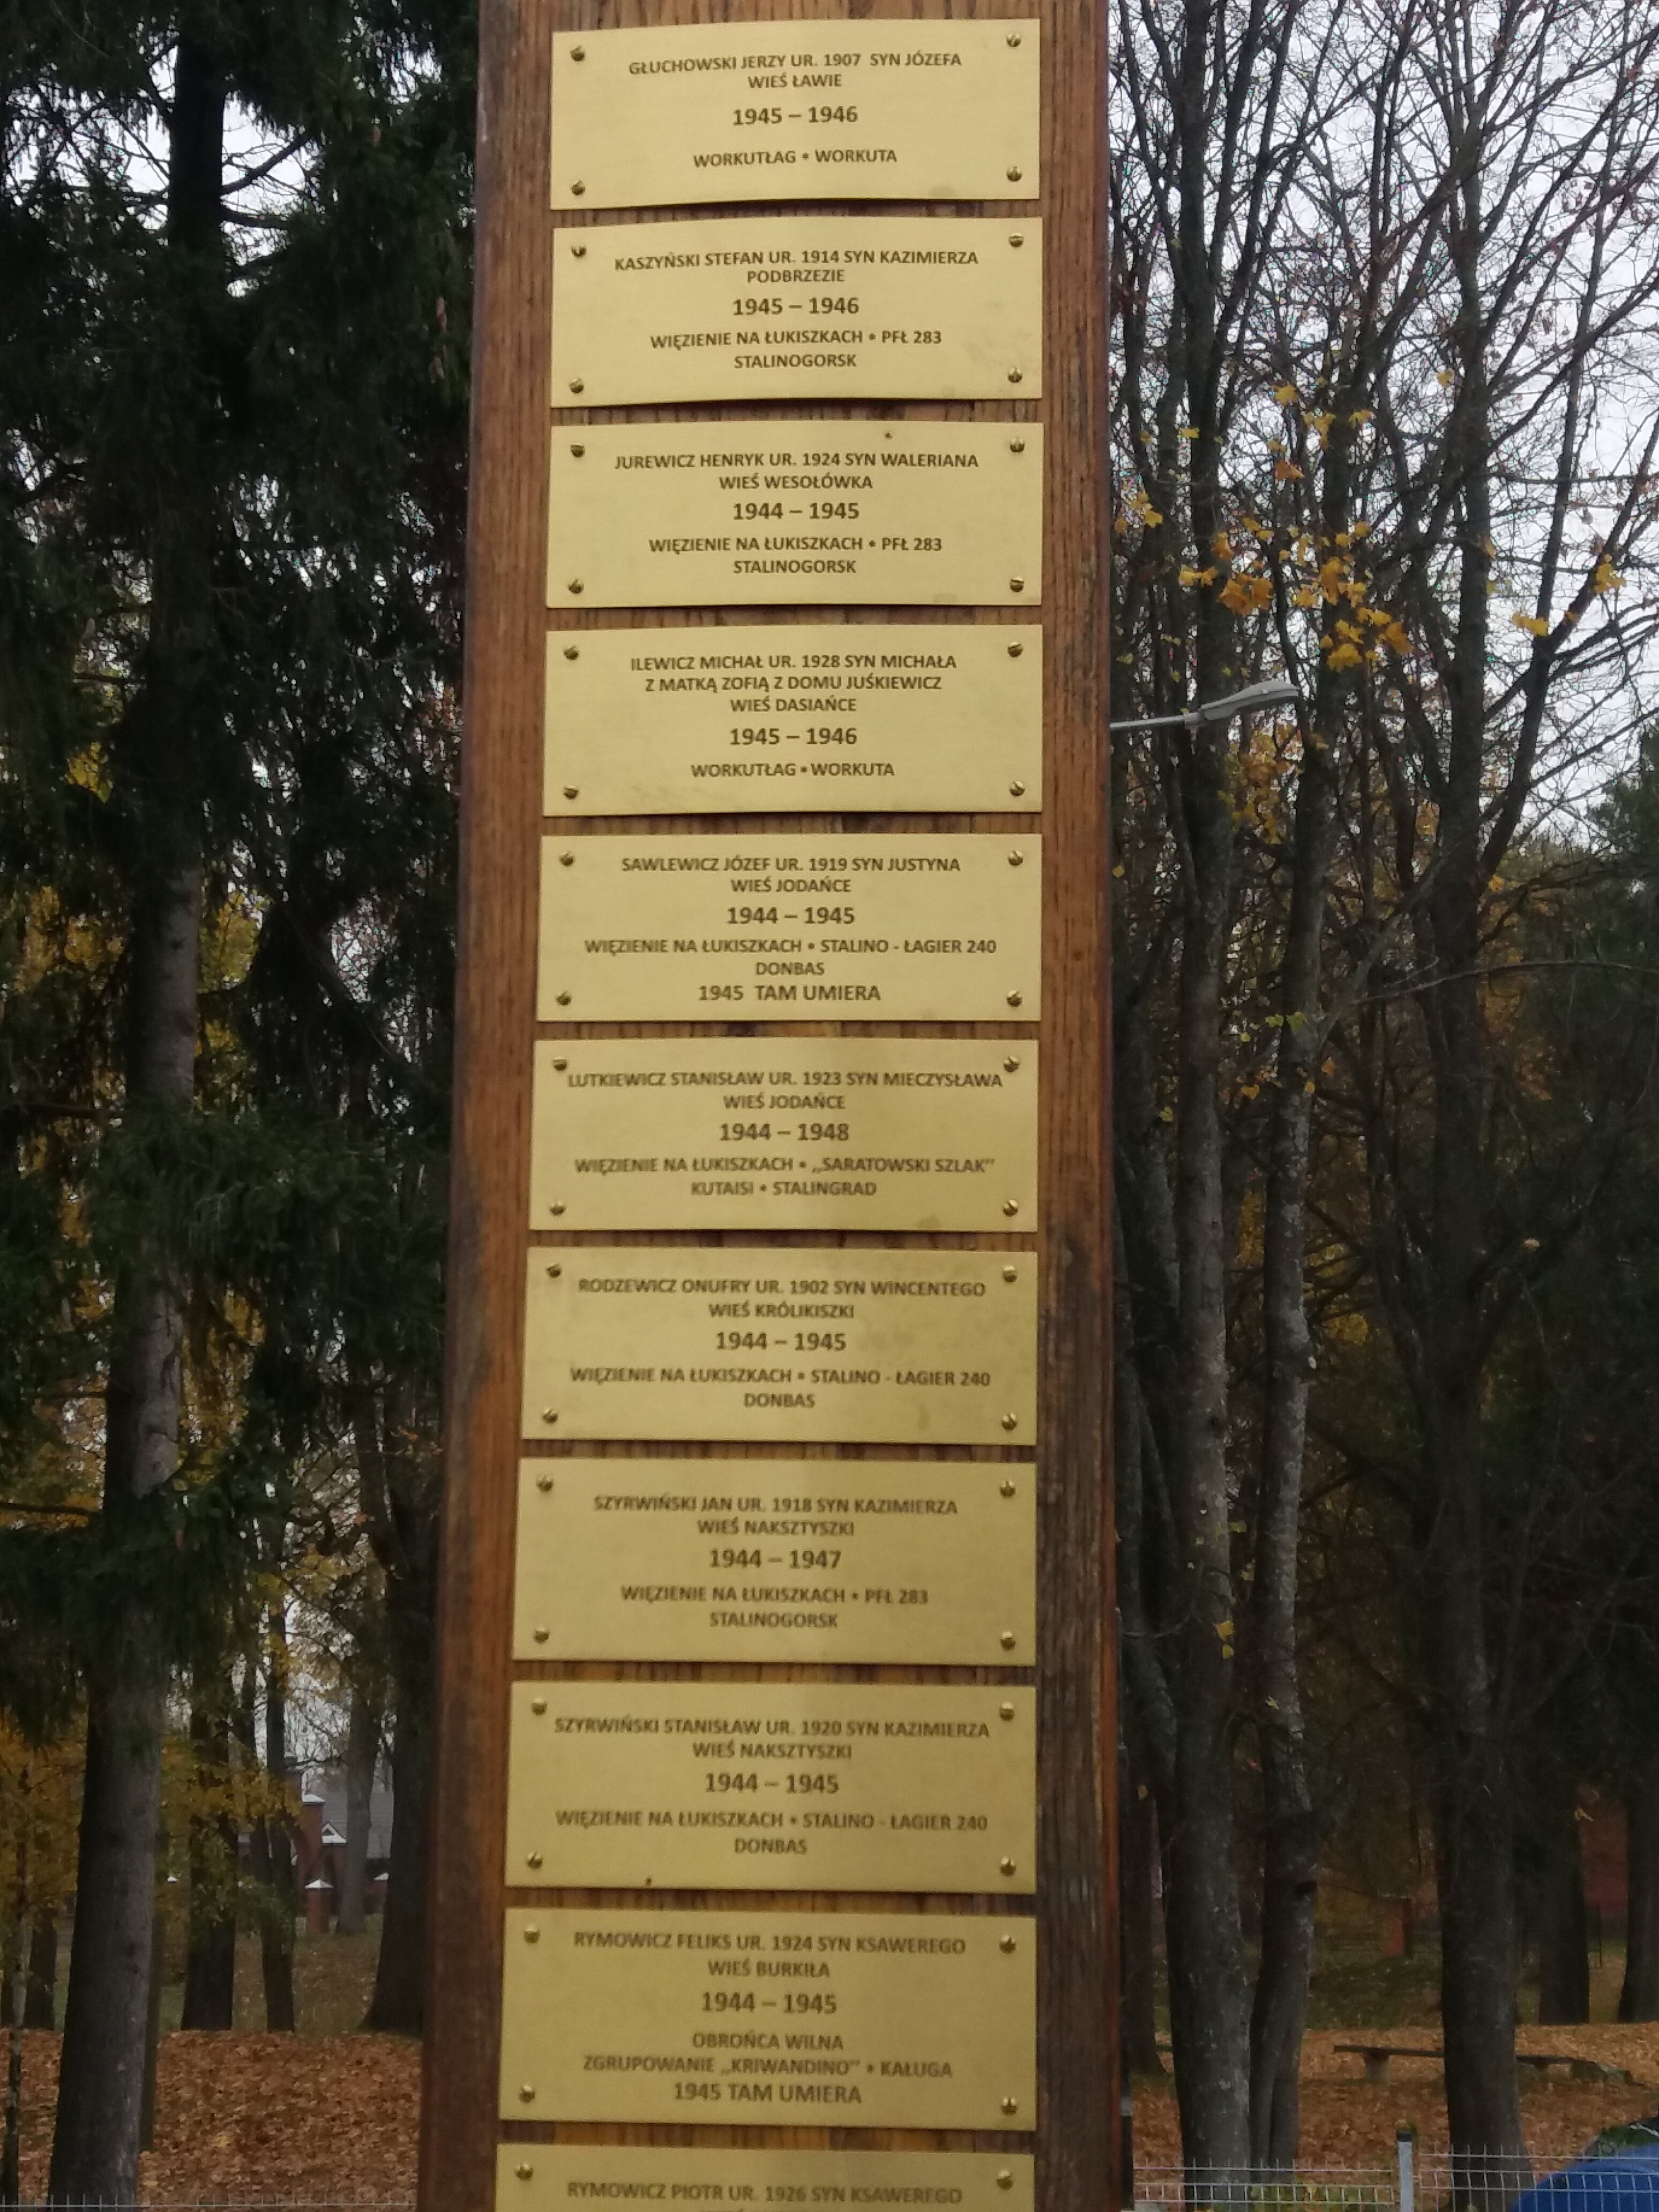 GŁUCHOWSKI JERZY UR. 1907 SYN JÓZEFA
WIEŚ ŁAWIE
1945 – 1946
WORKUTŁAG • WORKUTA
KASZYŃSKI STEFAN UR. 1914 SYN KAZIMIERZA
PODBRZEZIE
1945 – 1946
WIĘZIENIE NA ŁUKISZKACH • PFŁ 283
STALINOGORSK
JUREWICZ HENRYK UR. 1924 SYN WALERIANA
WIEŚ WESOŁÓWKA
1944 – 1945
WIĘZIENIE NA ŁUKISZKACH • PFŁ 283
STALINOGORSK
ILEWICZ MICHAŁ UR. 1928 SYN MICHAŁA
Z MATKĄ ZOFIĄ Z DOMU JUŚKIEWICZ
WIEŚ DASIAŃCE
1945 – 1946
WORKUTŁAG • WORKUTA
SAWLEWICZ JÓZEF UR. 1919 SYN JUSTYNA
WIEŚ JODAŃCE
1944 – 1945
WIĘZIENIE NA ŁUKISZKACH • STALINO - ŁAGIER 240
DONBAS
1945 TAM UMIERA
LUTKIEWICZ STANISŁAW UR. 1923 SYN MIECZYSŁAWA
WIEŚ JODAŃCE
1944 – 1948
WIĘZIENIE NA ŁUKISZKACH • „SARATOWSKI SZLAK”
KUTAISI • STALINGRAD
RODZEWICZ ONUFRY UR. 1902 SYN WINCENTEGO
WIEŚ KRÓLIKISZKI
1944 – 1945
WIĘZIENIE NA ŁUKISZKACH • STALINO - ŁAGIER 240
DONBAS
SZYRWIŃSKI JAN UR. 1918 SYN KAZIMIERZA
WIEŚ NAKSZTYSZKI
1944 – 1947
WIĘZIENIE NA ŁUKISZKACH • PFŁ 283
STALINOGORSK
SZYRWIŃSKI STANISŁAW UR. 1920 SYN KAZIMIERZA
WIEŚ NAKSZTYSZKI
1944 – 1945
WIĘZIENIE NA ŁUKISZKACH • STALINO - ŁAGIER 240
DONBAS
RYMOWICZ FELIKS UR. 1924 SYN KSAWEREGO
WIEŚ BURKIŁA
1944 – 1945
OBROŃCA WILNA
ZGRUPOWANIE „KRIWANDINO” • KAŁUGA
1945 TAM UMIERA
RYMOWICZ PIOTR UR. 1926 SYN KSAWEREGO